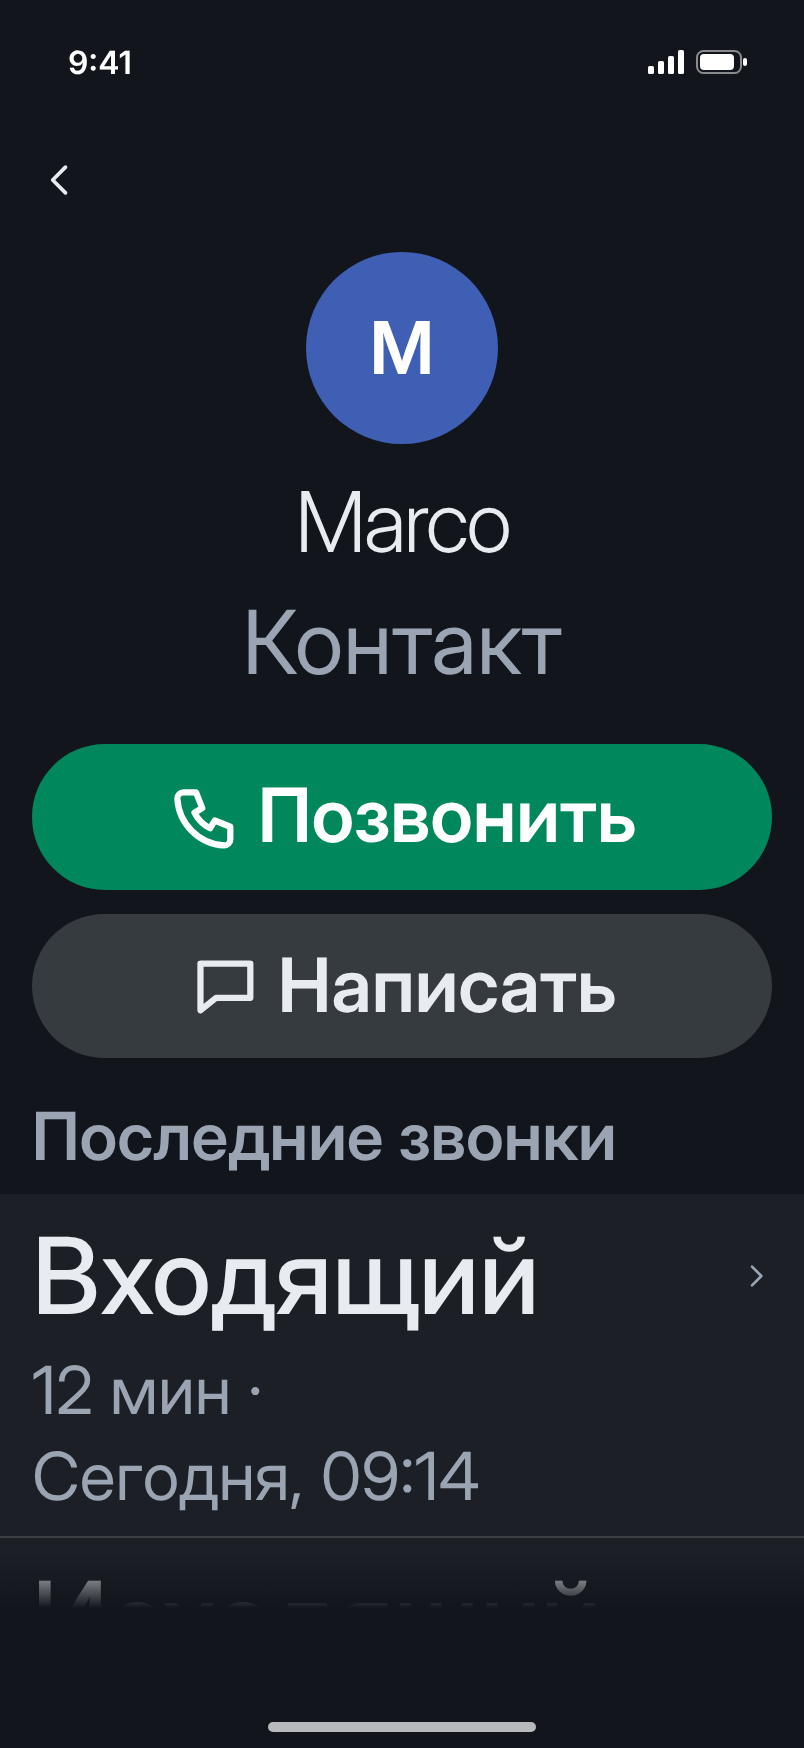 9:41
M
Marco
Контакт
Позвонить
Написать
Последние звонки
Входящий
12 мин ·
Сегодня, 09:14